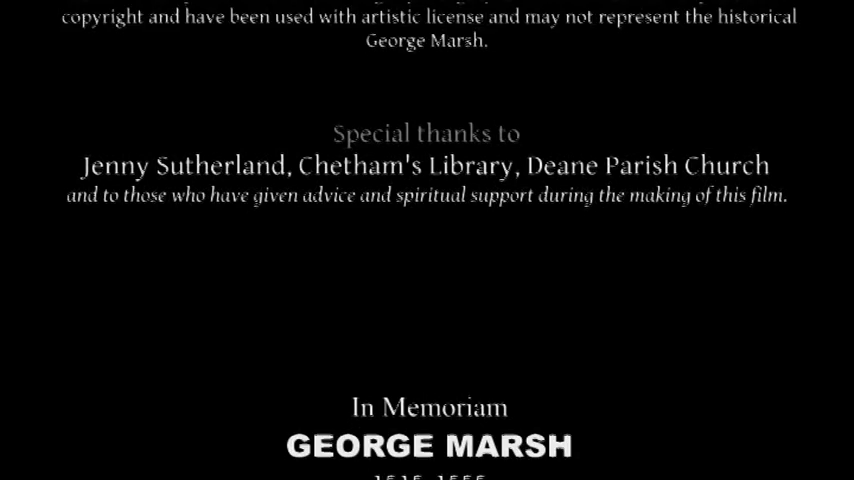 copyright and have been used with artistic license and may not represent the historical
George Marsh.
Special thanks to
Jenny Sutherland, Chetham's Library, Deane Parish Church
and to those who have given advice and spiritual support during the making of this film.
In Memoriam
GEORGE MARSH